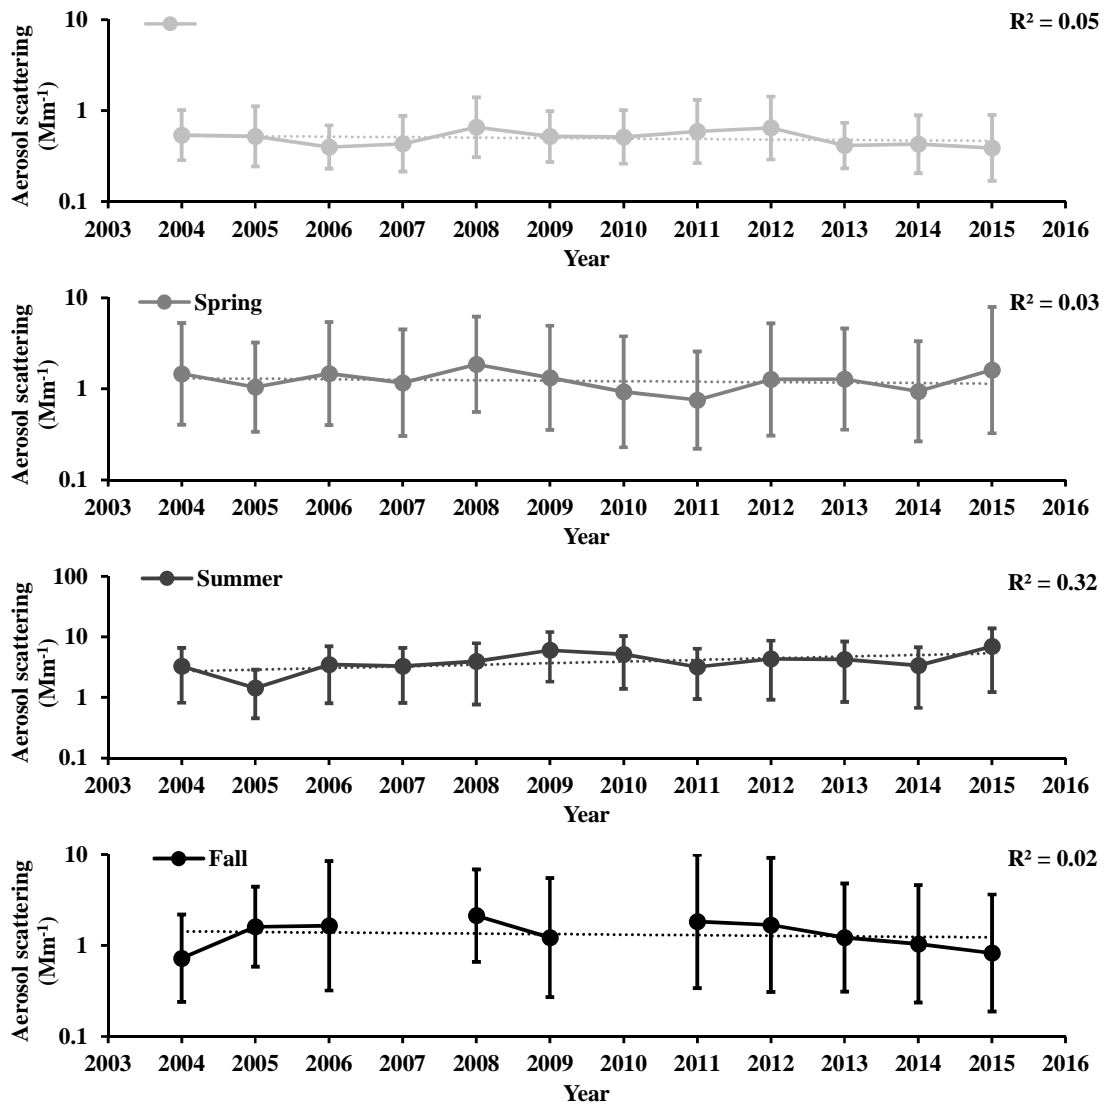 R² = 0.05
Aerosol scattering
(Mm⁻¹)
10
1
0.1
2003 2004 2005 2006 2007 2008 2009 2010 2011 2012 2013 2014 2015 2016
Year
Spring
R² = 0.03
Aerosol scattering
(Mm⁻¹)
10
1
0.1
2003 2004 2005 2006 2007 2008 2009 2010 2011 2012 2013 2014 2015 2016
Year
Summer
R² = 0.32
Aerosol scattering
(Mm⁻¹)
100
10
1
0.1
2003 2004 2005 2006 2007 2008 2009 2010 2011 2012 2013 2014 2015 2016
Year
Fall
R² = 0.02
Aerosol scattering
(Mm⁻¹)
10
1
0.1
2003 2004 2005 2006 2007 2008 2009 2010 2011 2012 2013 2014 2015 2016
Year